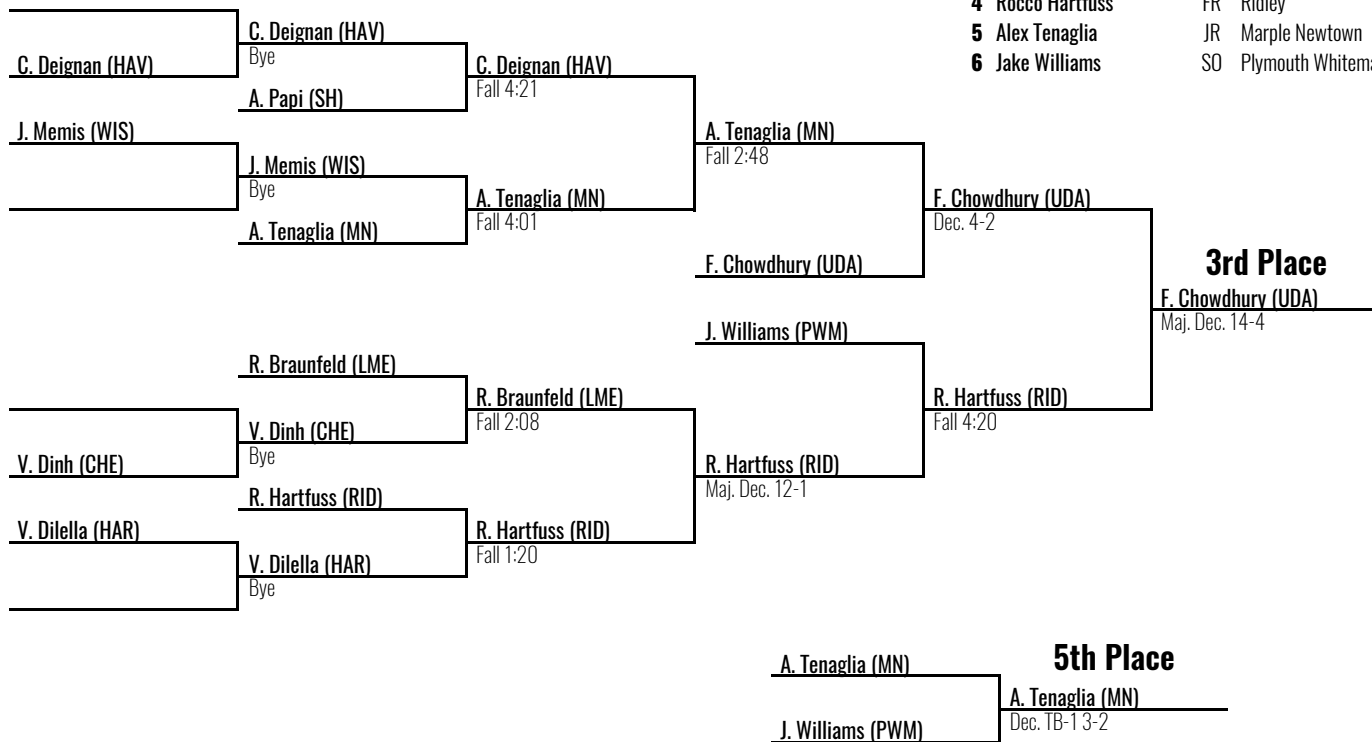 4 Rocco Hartfuss FR Ridley
5 Alex Tenaglia JR Marple Newtown
6 Jake Williams SO Plymouth
C. Deignan (HAV)
Bye
C. Deignan (HAV)
C. Deignan (HAV)
Fall 4:21
A. Papi (SH)
J. Memis (WIS)
A. Tenaglia (MN)
Fall 2:48
J. Memis (WIS)
Bye
A. Tenaglia (MN)
Fall 4:01
F. Chowdhury (UDA)
Dec. 4-2
A. Tenaglia (MN)
F. Chowdhury (UDA)
3rd Place
F. Chowdhury (UDA)
Maj. Dec. 14-4
J. Williams (PWM)
R. Braunfeld (LME)
R. Braunfeld (LME)
Fall 2:08
R. Hartfuss (RID)
Fall 4:20
V. Dinh (CHE)
Bye
V. Dinh (CHE)
R. Hartfuss (RID)
Maj. Dec. 12-1
R. Hartfuss (RID)
V. Dilella (HAR)
R. Hartfuss (RID)
Fall 1:20
V. Dilella (HAR)
Bye
5th Place
A. Tenaglia (MN)
A. Tenaglia (MN)
Dec. TB-1 3-2
J. Williams (PWM)